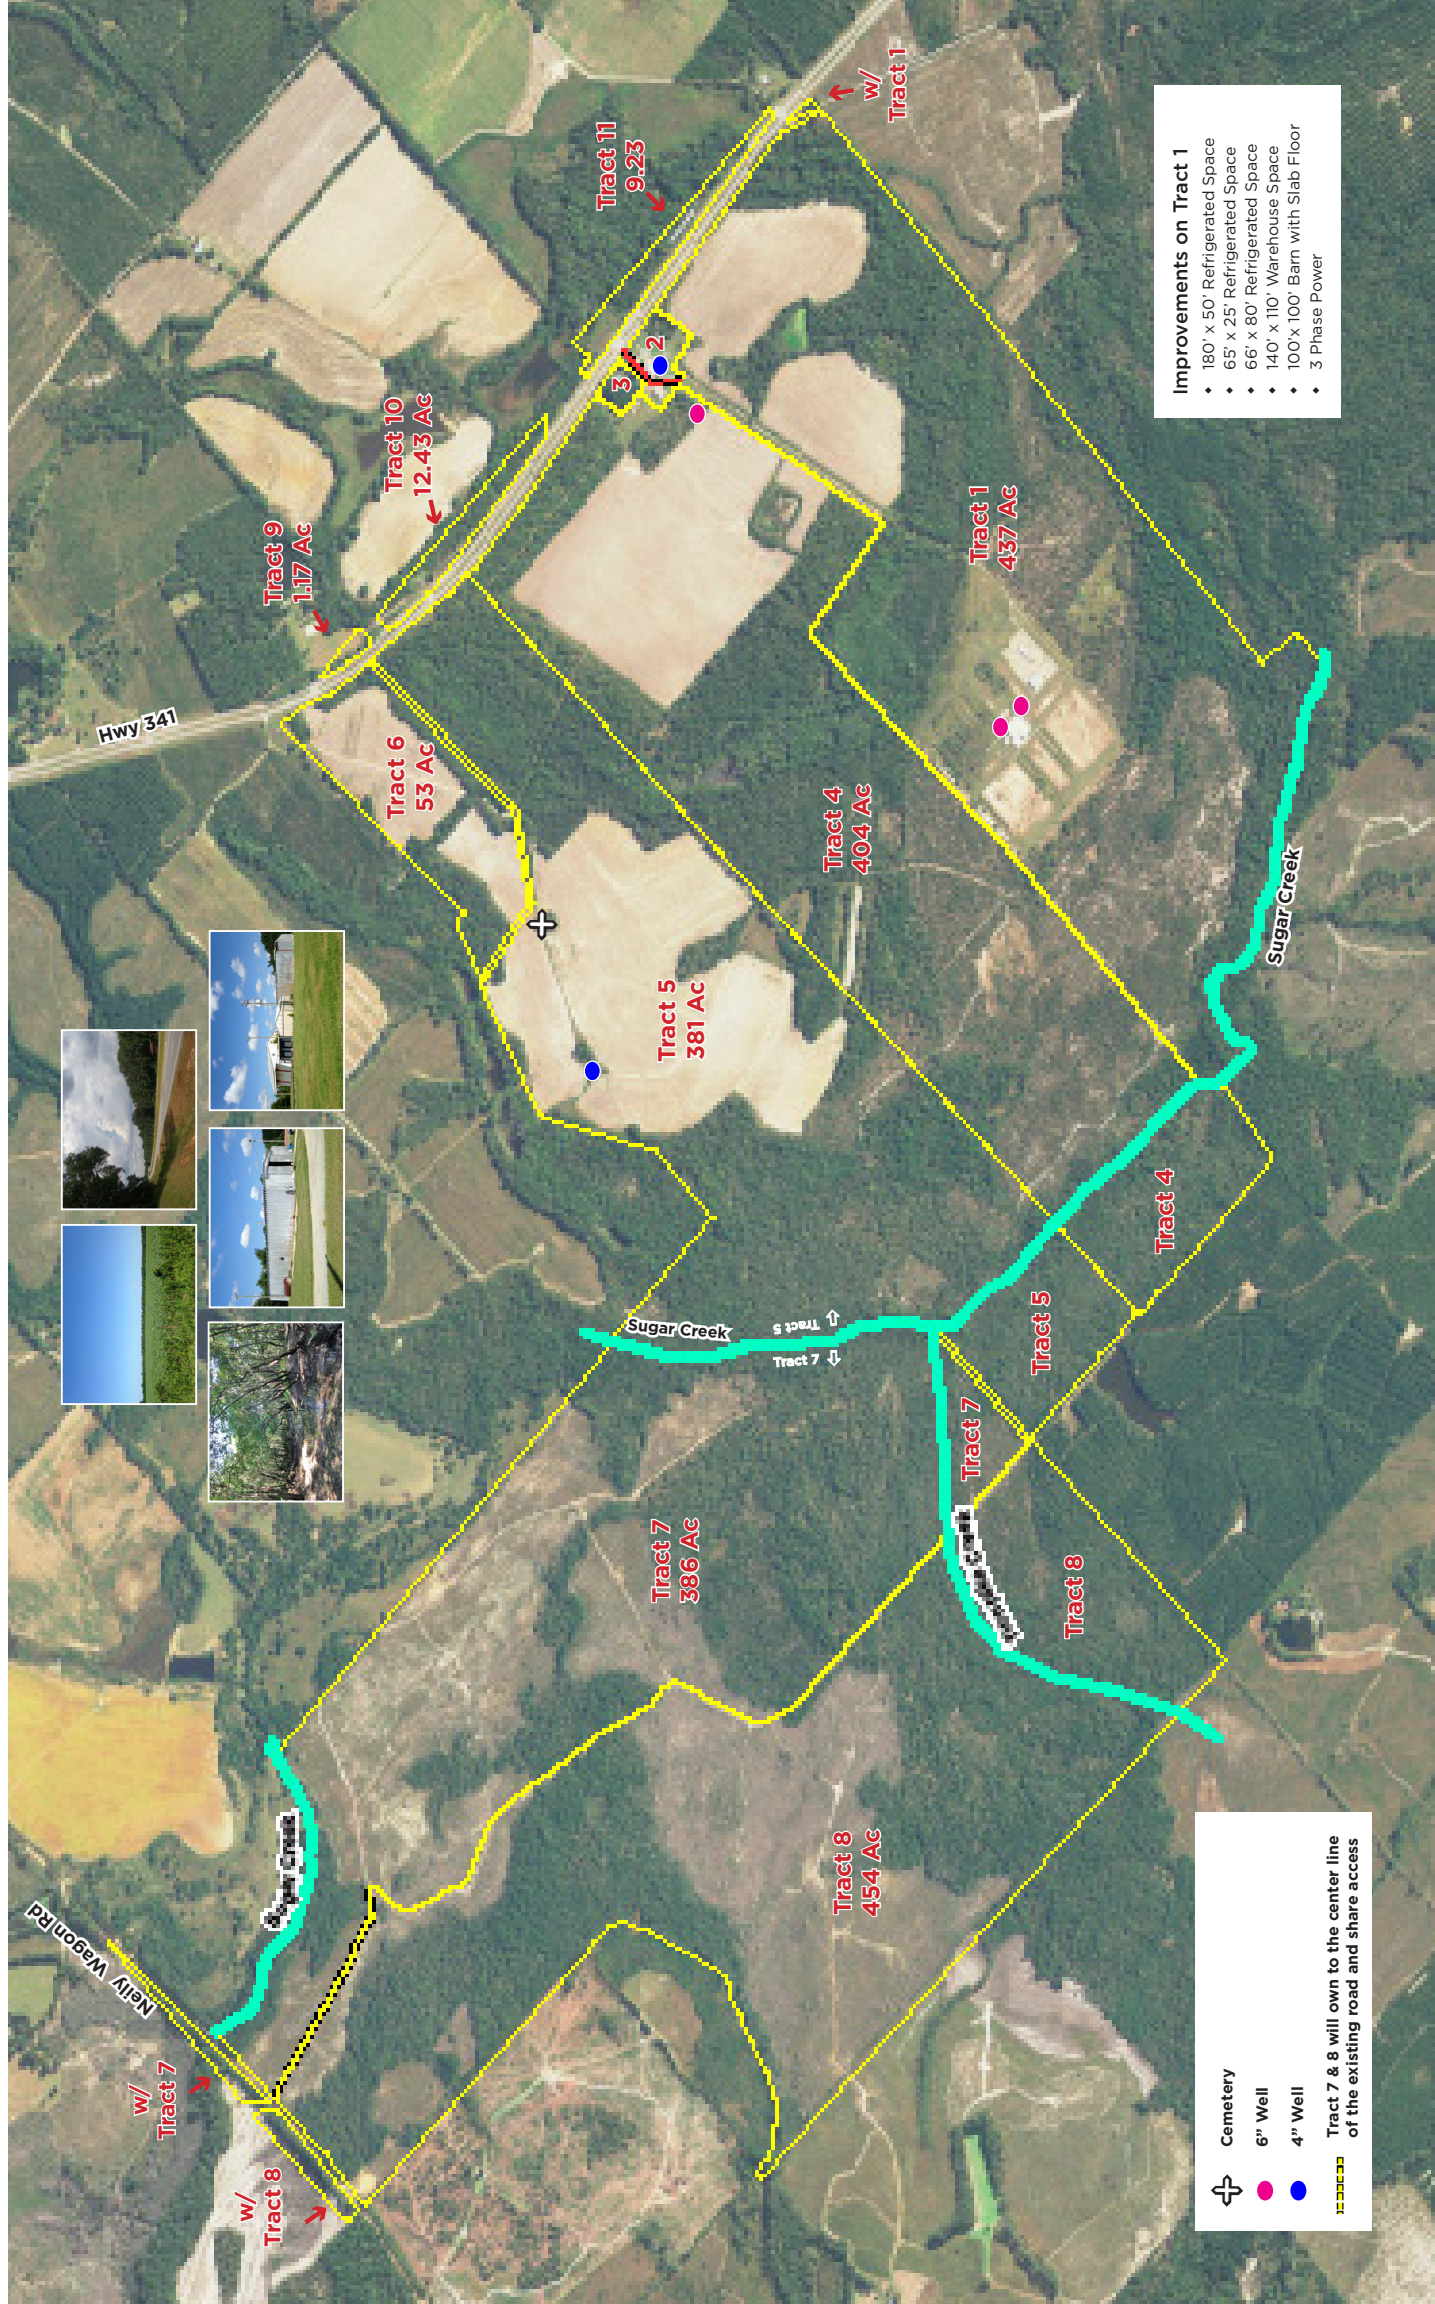 Hwy 341
Neily Wagon Rd
w/
Tract 7
w/
Tract 8
Sugar Creek
Tract 9
1.17 Ac
Tract 10
12.43 Ac
Tract 11
9.23
w/
Tract 1
3
2
Tract 6
53 Ac
Tract 5
381 Ac
Tract 4
404 Ac
Tract 1
437 Ac
Tract 7
386 Ac
Tract 8
454 Ac
Sugar Creek
Tract 5
Tract 7
Tract 7
Tract 5
Tract 4
Tract 8
Sugar Creek
Improvements on Tract 1
180' x 50' Refrigerated Space
65' x 25' Refrigerated Space
66' x 80' Refrigerated Space
140' x 110' Warehouse Space
100'x 100' Barn with Slab Floor
3 Phase Power
Cemetery
6” Well
4” Well
Tract 7 & 8 will own to the center line
of the existing road and share access